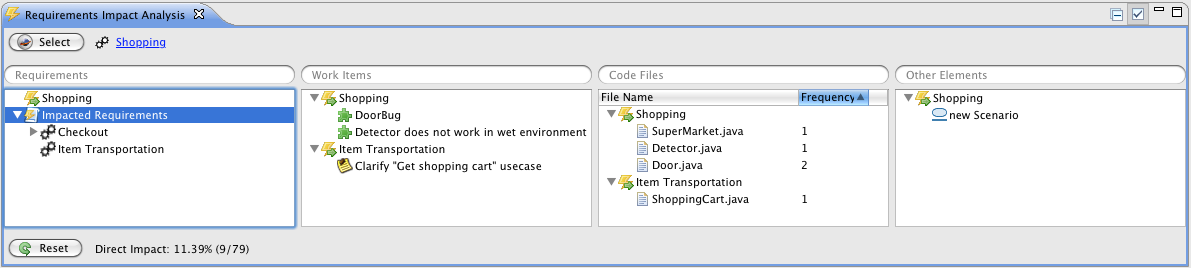 Requirements Impact Analysis
Select Shopping
Requirements
Shopping
Impacted Requirements
Checkout
Item Transportation
Work Items
Shopping
DoorBug
Detector does not work in wet environment
Item Transportation
Clarify "Get shopping cart" usecase
Code Files
File Name Frequency
Shopping
SuperMarket.java 1
Detector.java 1
Door.java 2
Item Transportation
ShoppingCart.java 1
Other Elements
Shopping
new Scenario
Reset Direct Impact: 11.39% (9/79)